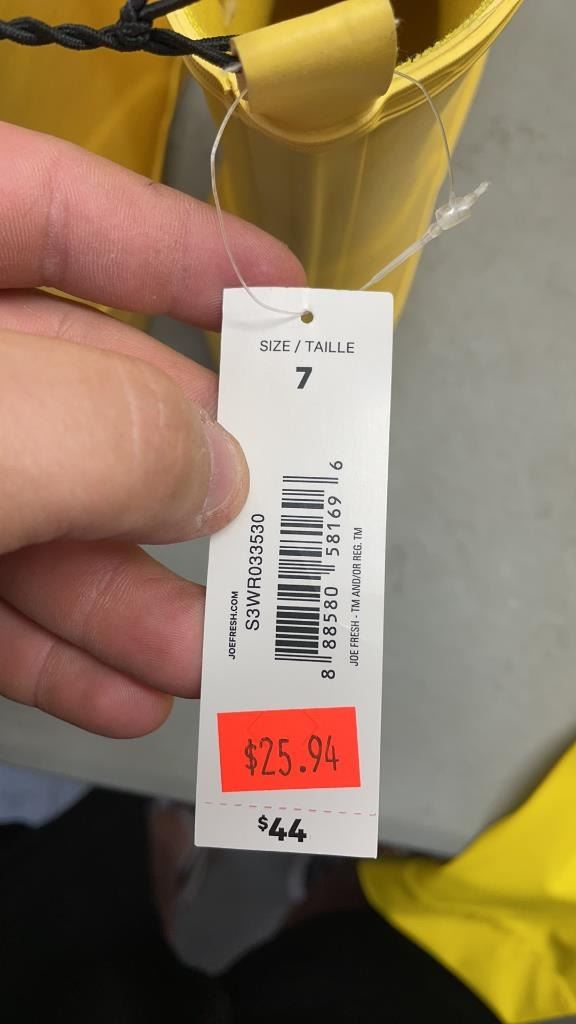 SIZE / TAILLE
7
JOEFRESH.COM
S3WR033530
8 88580 58169 6
JOE FRESH - TM AND/OR REG. TM
$25.94
$44